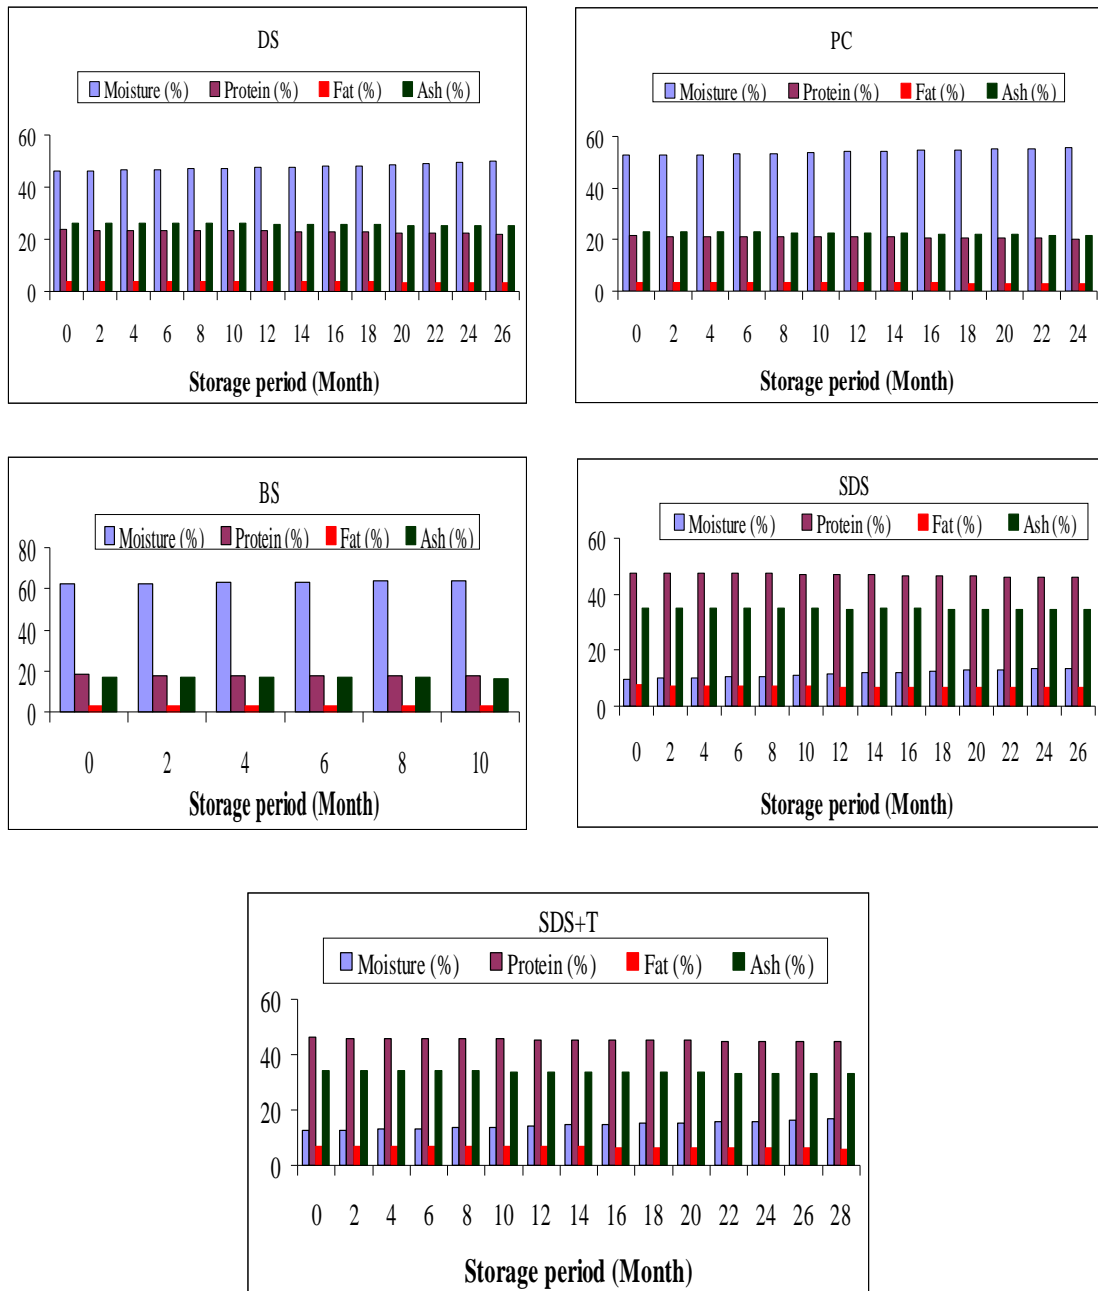 DS
Moisture (%) Protein (%) Fat (%) Ash (%)
60
40
20
0
0 2 4 6 8 10 12 14 16 18 20 22 24 26
Storage period (Month)
PC
Moisture (%) Protein (%) Fat (%) Ash (%)
60
40
20
0
0 2 4 6 8 10 12 14 16 18 20 22 24
Storage period (Month)
BS
Moisture (%) Protein (%) Fat (%) Ash (%)
80
60
40
20
0
0 2 4 6 8 10
Storage period (Month)
SDS
Moisture (%) Protein (%) Fat (%) Ash (%)
60
40
20
0
0 2 4 6 8 10 12 14 16 18 20 22 24 26
Storage period (Month)
SDS+T
Moisture (%) Protein (%) Fat (%) Ash (%)
60
40
20
0
0 2 4 6 8 10 12 14 16 18 20 22 24 26 28
Storage period (Month)